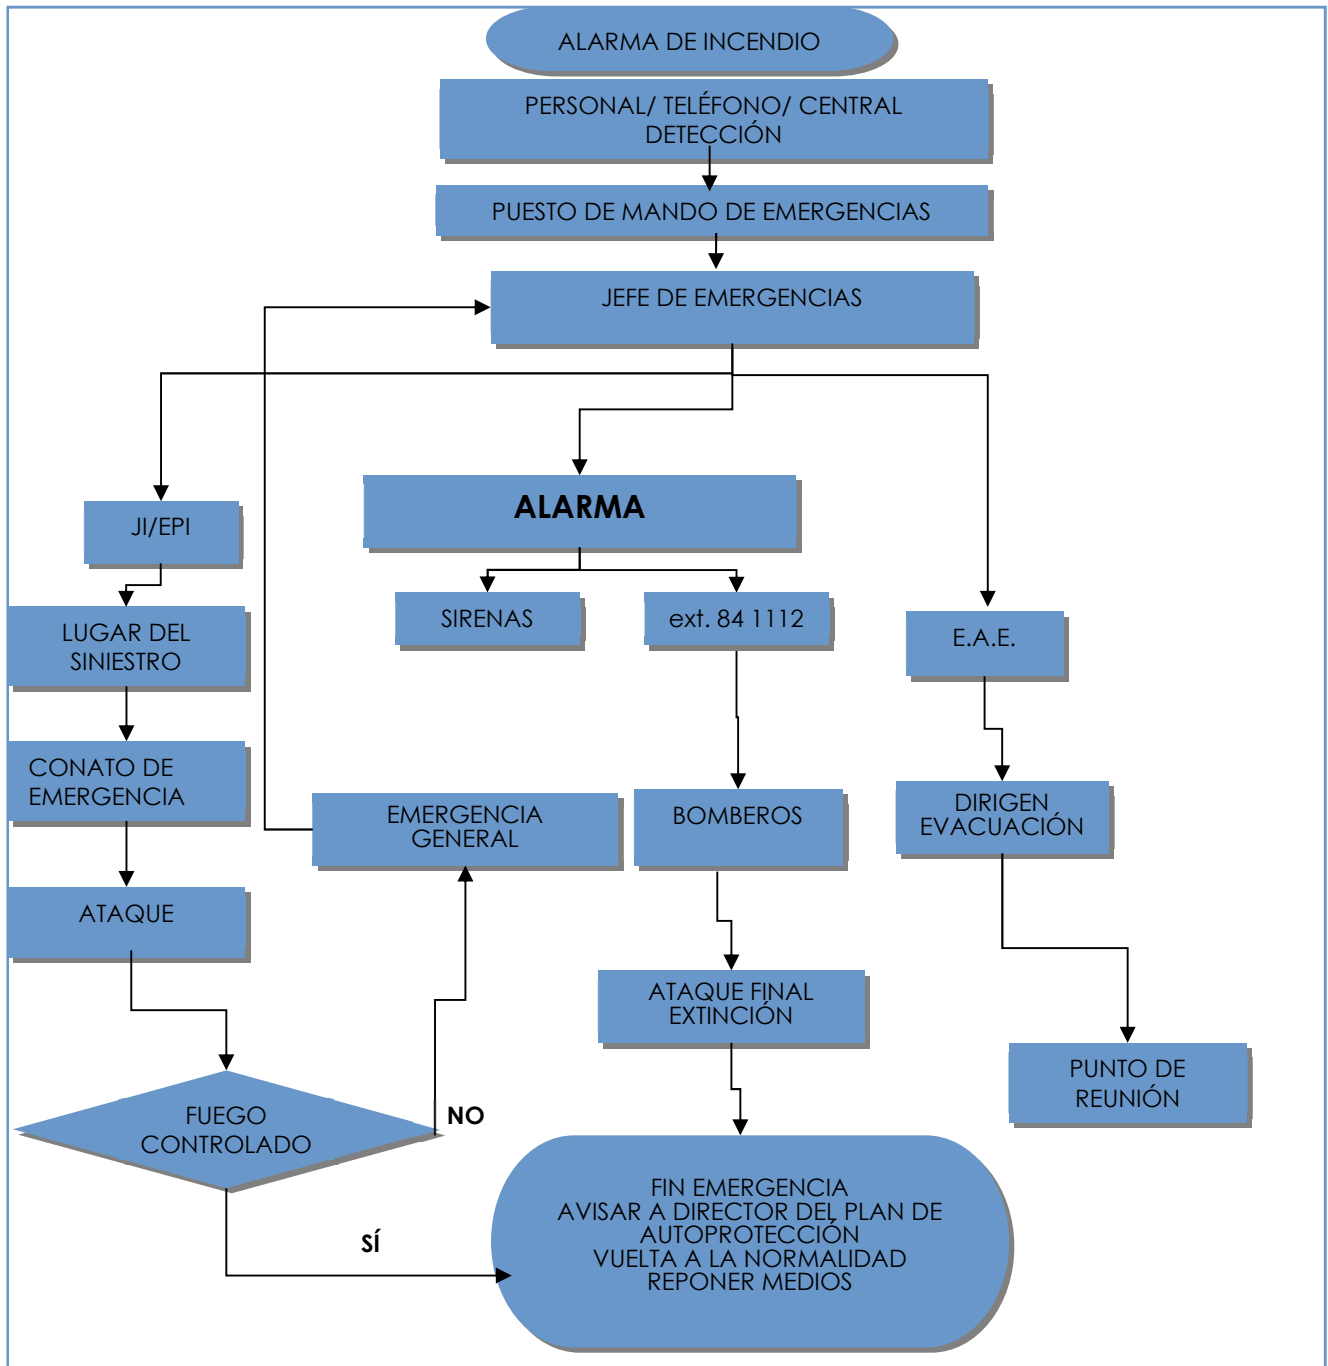 ALARMA DE INCENDIO
PERSONAL/ TELÉFONO/ CENTRAL
DETECCIÓN
PUESTO DE MANDO DE EMERGENCIAS
JEFE DE EMERGENCIAS
ALARMA
JI/EPI
SIRENAS
ext. 84 1112
E.A.E.
LUGAR DEL
SINIESTRO
CONATO DE
EMERGENCIA
EMERGENCIA
GENERAL
BOMBEROS
DIRIGEN
EVACUACIÓN
ATAQUE
ATAQUE FINAL
EXTINCIÓN
PUNTO DE
REUNIÓN
FUEGO
CONTROLADO
NO
SÍ
FIN EMERGENCIA
AVISAR A DIRECTOR DEL PLAN DE
AUTOPROTECCIÓN
VUELTA A LA NORMALIDAD
REPONER MEDIOS